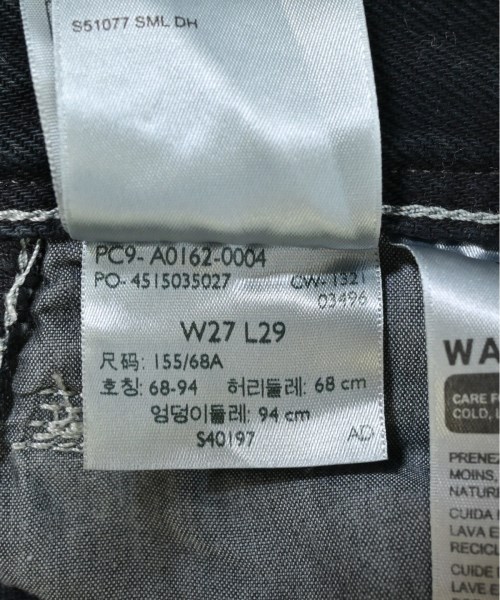 S51077 SML DH
PC9- A0162-0004
PO- 4515035027 CW- 1321
03496
W27 L29
尺码: 155/68A
호칭: 68-94 허리둘레: 68 cm
엉덩이둘레: 94 cm
S40197 AD
WA
CARE
COLD,
PRENEZ
MOINS,
NATURE
CUIDA
LAVA E
RECICL
CUIDE
LAVE E